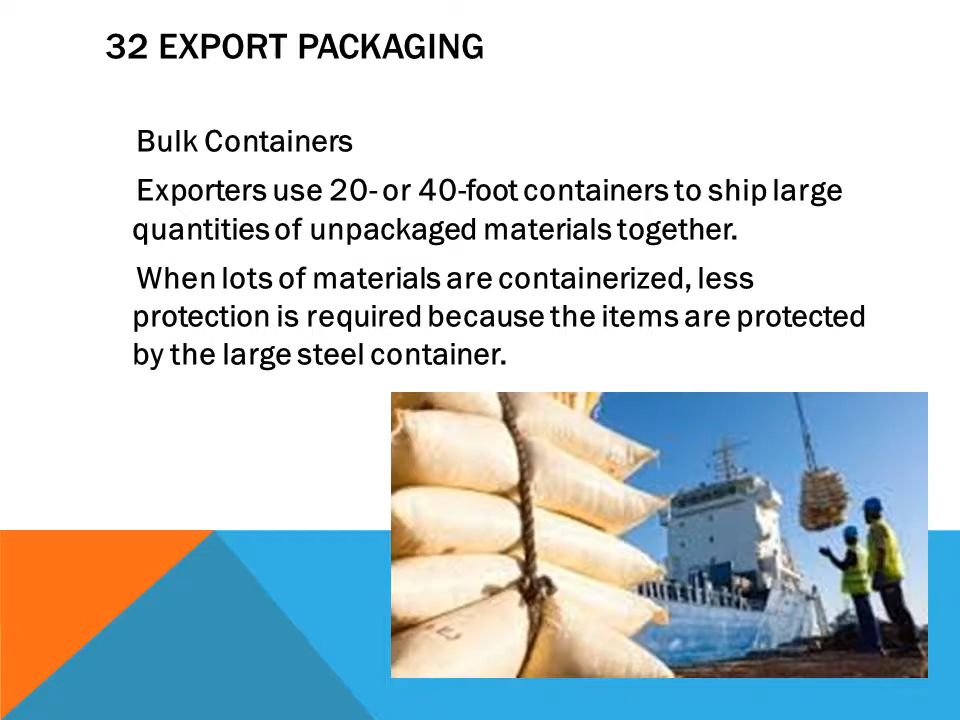 32 EXPORT PACKAGING
Bulk Containers
Exporters use 20- or 40-foot containers to ship large
quantities of unpackaged materials together.
When lots of materials are containerized, less
protection is required because the items are protected
by the large steel container.